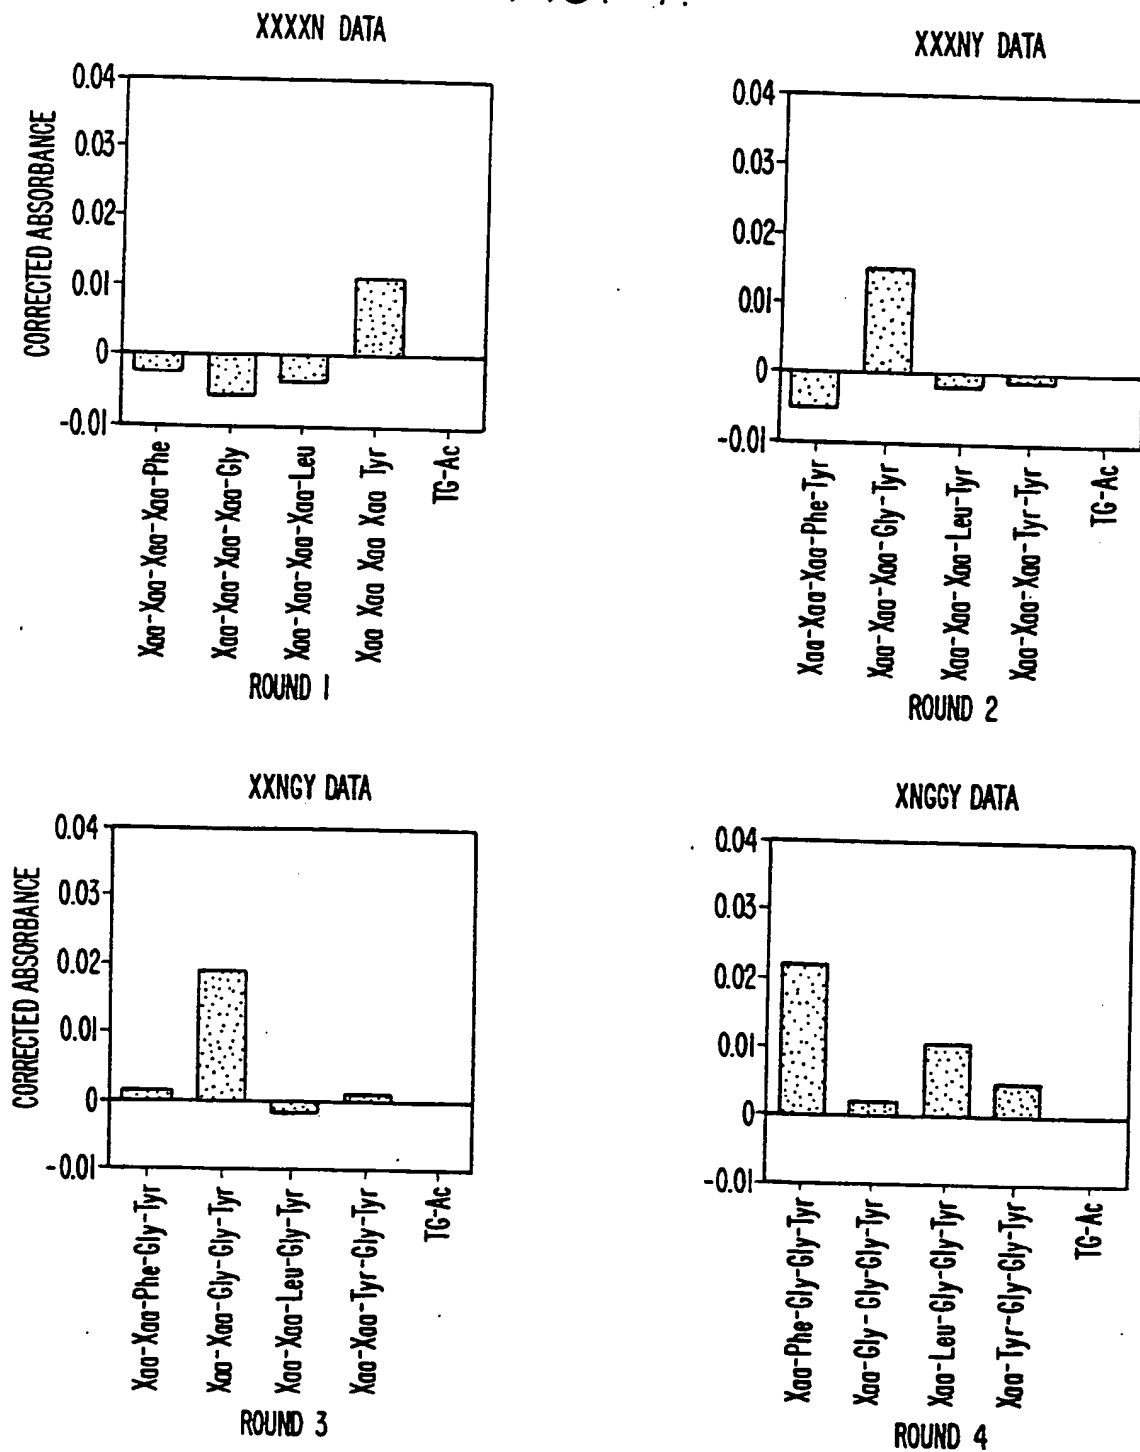 XXXXN DATA
CORRECTED ABSORBANCE
0.04
0.03
0.02
0.01
0
-0.01
Xaa-Xaa-Xaa-Xaa-Phe
Xaa-Xaa-Xaa-Xaa-Gly
Xaa-Xaa-Xaa-Xaa-Leu
Xaa Xaa Xaa Xaa Tyr
TG-Ac
ROUND 1
XXXNY DATA
0.04
0.03
0.02
0.01
0
-0.01
Xaa-Xaa-Xaa-Phe-Tyr
Xaa-Xaa-Xaa-Gly-Tyr
Xaa-Xaa-Xaa-Leu-Tyr
Xaa-Xaa-Xaa-Tyr-Tyr
TG-Ac
ROUND 2
XXNGY DATA
CORRECTED ABSORBANCE
0.04
0.03
0.02
0.01
0
-0.01
Xaa-Xaa-Phe-Gly-Tyr
Xaa-Xaa-Gly-Gly-Tyr
Xaa-Xaa-Leu-Gly-Tyr
Xaa-Xaa-Tyr-Gly-Tyr
TG-Ac
ROUND 3
XNGGY DATA
0.04
0.03
0.02
0.01
0
-0.01
Xaa-Phe-Gly-Gly-Tyr
Xaa-Gly-Gly-Gly-Tyr
Xaa-Leu-Gly-Gly-Tyr
Xaa-Tyr-Gly-Gly-Tyr
TG-Ac
ROUND 4